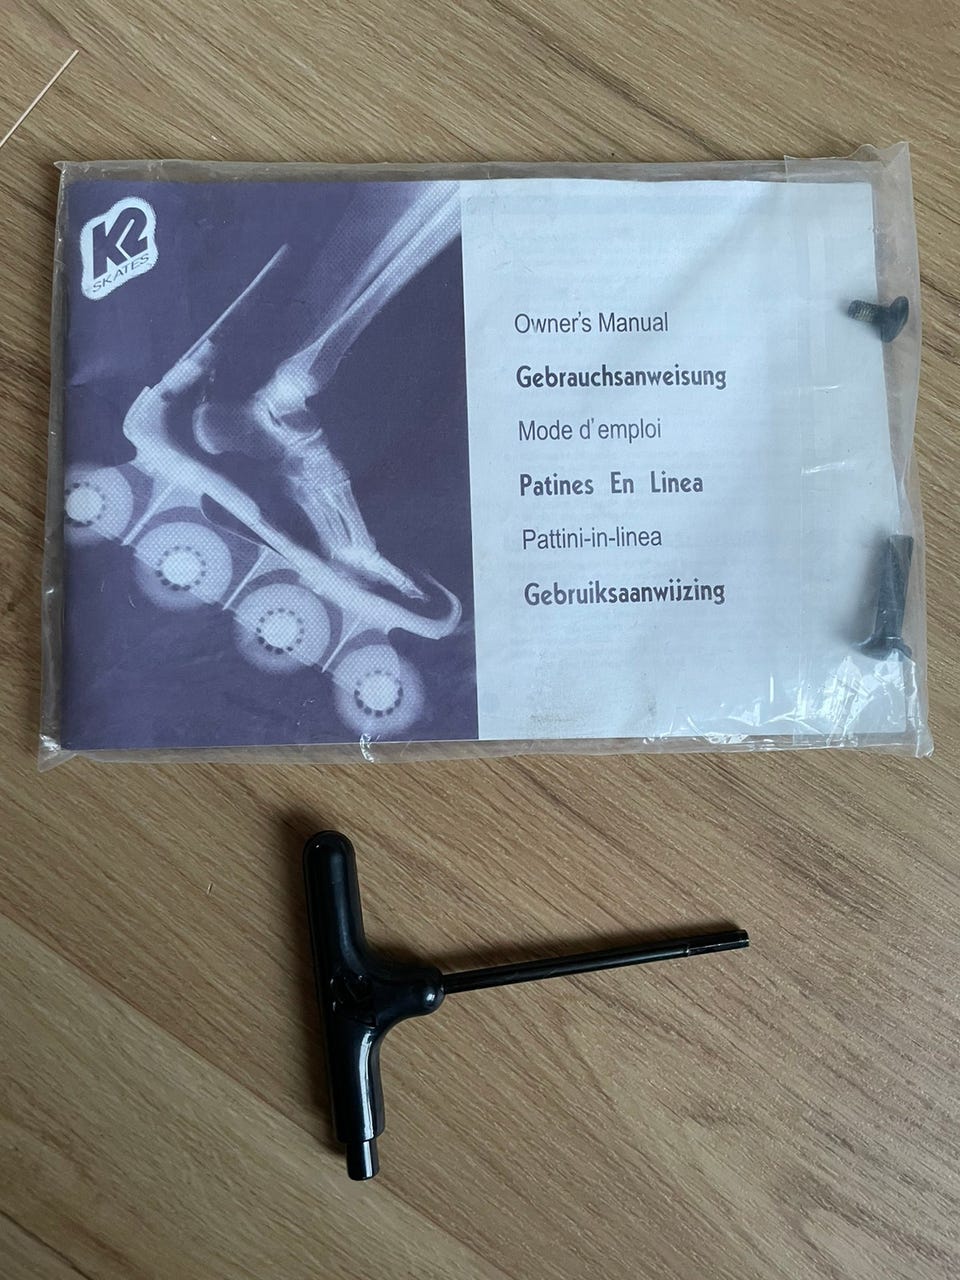 K2
SKATES
Owner's Manual
Gebrauchsanweisung
Mode d'emploi
Patines En Linea
Pattini-in-linea
Gebruiksaanwijzing